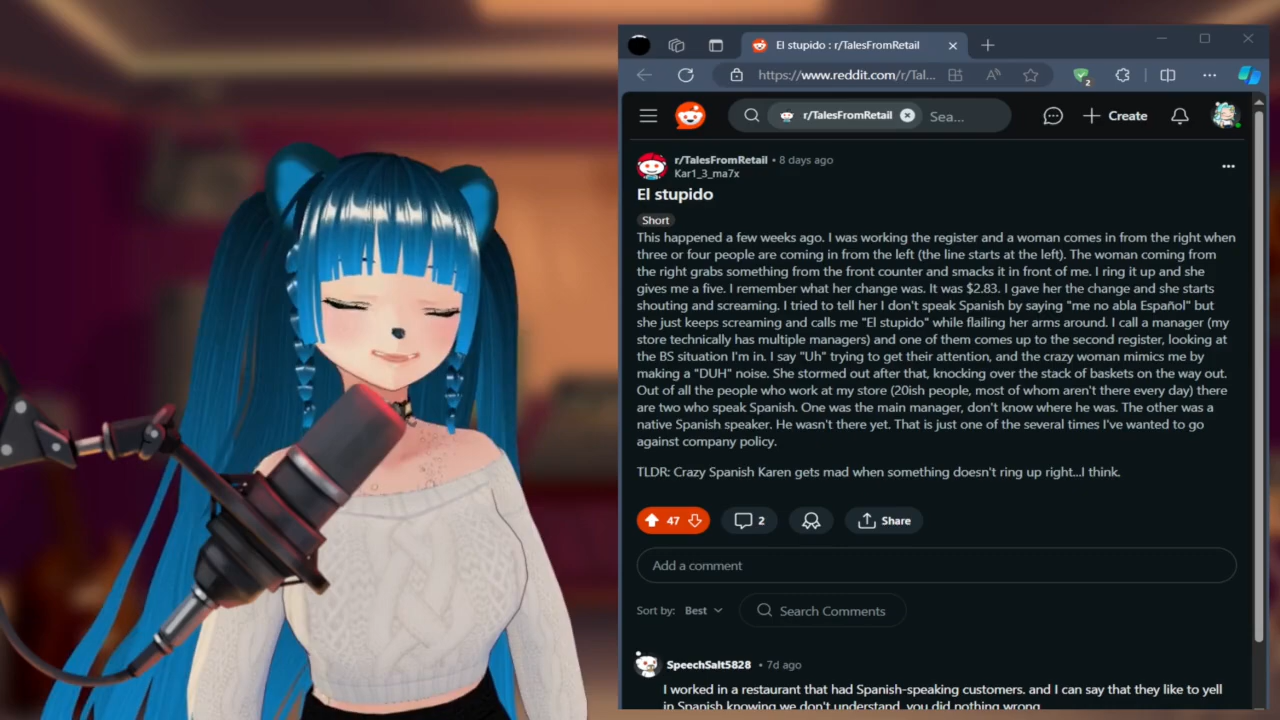 El stupido : r/TalesFromRetail
https://www.reddit.com/r/Tal...
2
r/TalesFromRetail
Sea...
Create
r/TalesFromRetail • 8 days ago
Kar1_3_ma7x
El stupido
Short
This happened a few weeks ago. I was working the register and a woman comes in from the right when
three or four people are coming in from the left (the line starts at the left). The woman coming from
the right grabs something from the front counter and smacks it in front of me. I ring it up and she
gives me a five. I remember what her change was. It was $2.83. I gave her the change and she starts
shouting and screaming. I tried to tell her I don't speak Spanish by saying "me no abla Español" but
she just keeps screaming and calls me "El stupido" while flailing her arms around. I call a manager (my
store technically has multiple managers) and one of them comes up to the second register, looking at
the BS situation I'm in. I say "Uh" trying to get their attention, and the crazy woman mimics me by
making a "DUH" noise. She stormed out after that, knocking over the stack of baskets on the way out.
Out of all the people who work at my store (20ish people, most of whom aren't there every day) there
are two who speak Spanish. One was the main manager, don't know where he was. The other was a
native Spanish speaker. He wasn't there yet. That is just one of the several times I've wanted to go
against company policy.
TLDR: Crazy Spanish Karen gets mad when something doesn't ring up right...I think.
47
2
Share
Add a comment
Sort by: Best
Search Comments
SpeechSalt5828 • 7d ago
I worked in a restaurant that had Spanish-speaking customers. and I can say that they like to yell
in Spanish knowing we don't understand. you did nothing wrong.